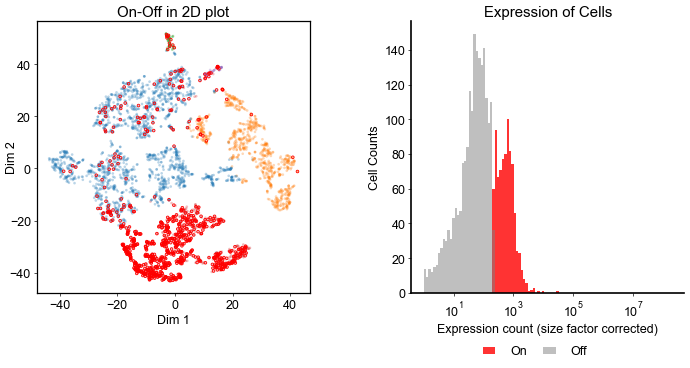 On-Off in 2D plot
Dim 2
40
20
0
−20
−40
−40 −20 0 20 40
Dim 1
Expression of Cells
Cell Counts
140
120
100
80
60
40
20
0
10^1 10^3 10^5 10^7
Expression count (size factor corrected)
On Off